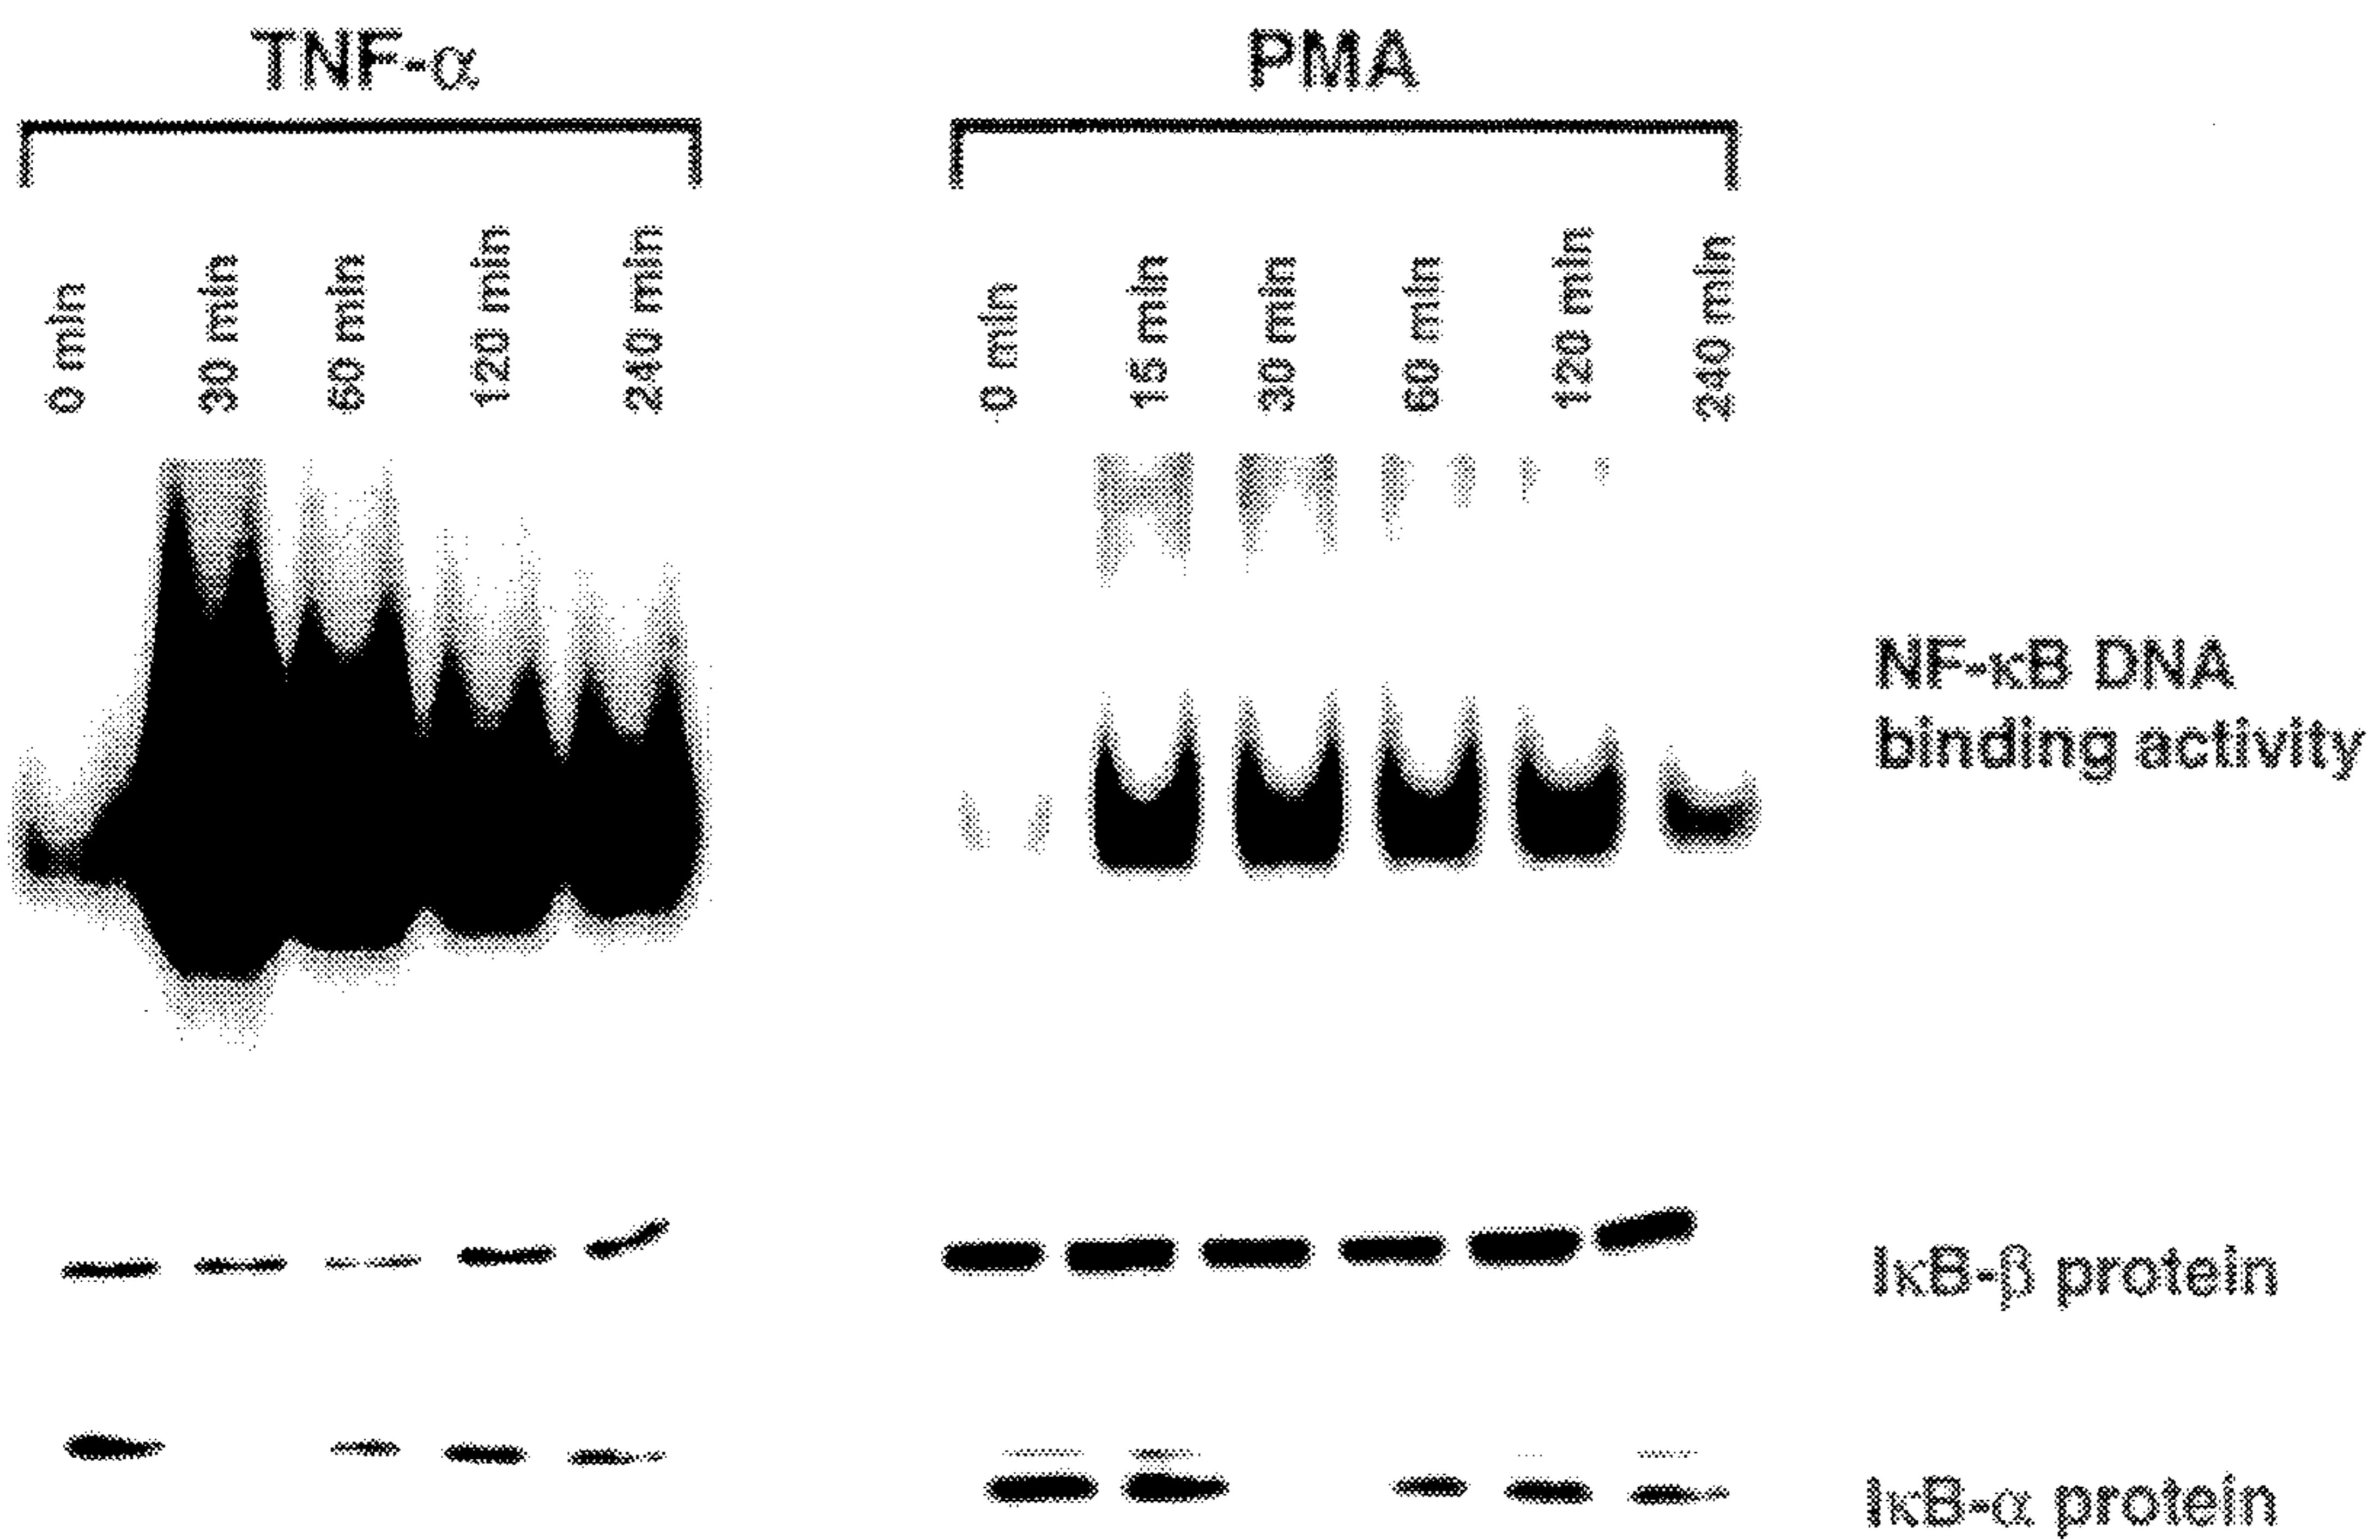 TNF-α
PMA
0 min
30 min
60 min
120 min
240 min
0 min
15 min
30 min
60 min
120 min
240 min
NF-κB DNA
binding activity
IκB-β protein
IκB-α protein